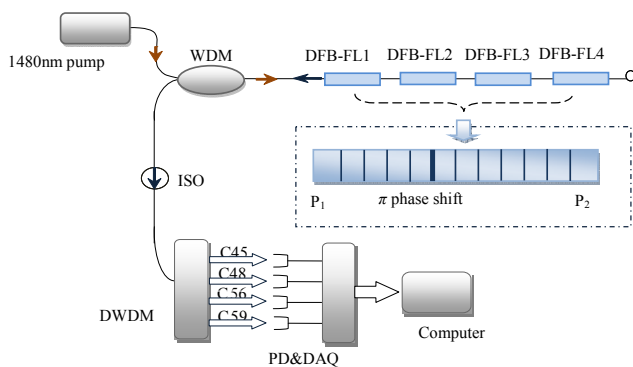 1480nm pump
WDM
DFB-FL1
DFB-FL2
DFB-FL3
DFB-FL4
P1
π phase shift
P2
ISO
DWDM
C45
C48
C56
C59
PD&DAQ
Computer